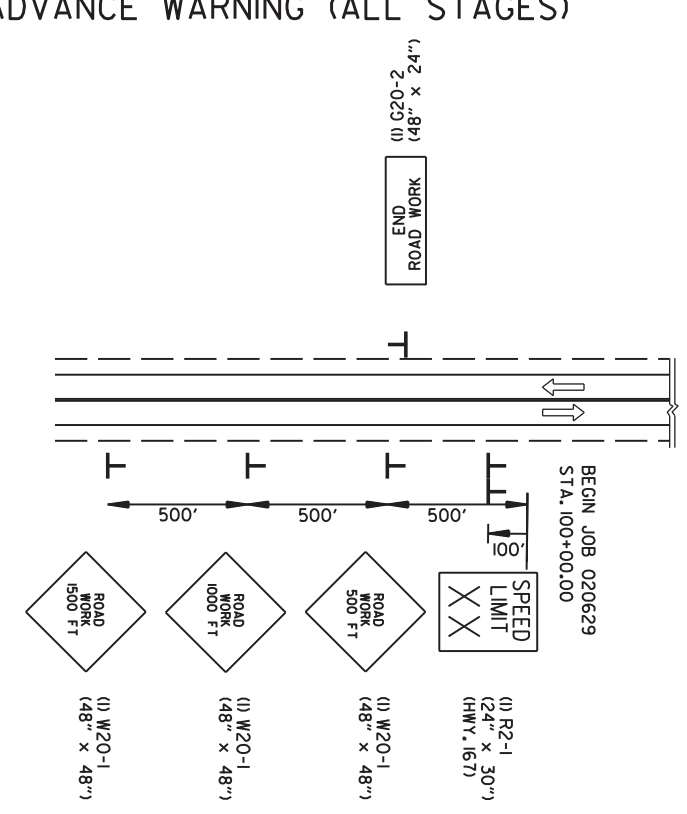 ADVANCE WARNING (ALL STAGES)
(1) G20-2
(48" x 24")
END
ROAD WORK
BEGIN JOB 020629
STA. 100+00.00
500'
500'
500'
100'
ROAD
WORK
1500 FT
ROAD
WORK
1000 FT
ROAD
WORK
500 FT
SPEED
LIMIT
XX
(1) W20-1
(48" x 48")
(1) W20-1
(48" x 48")
(1) W20-1
(48" x 48")
(1) R2-1
(24" x 30")
(HWY. 167)